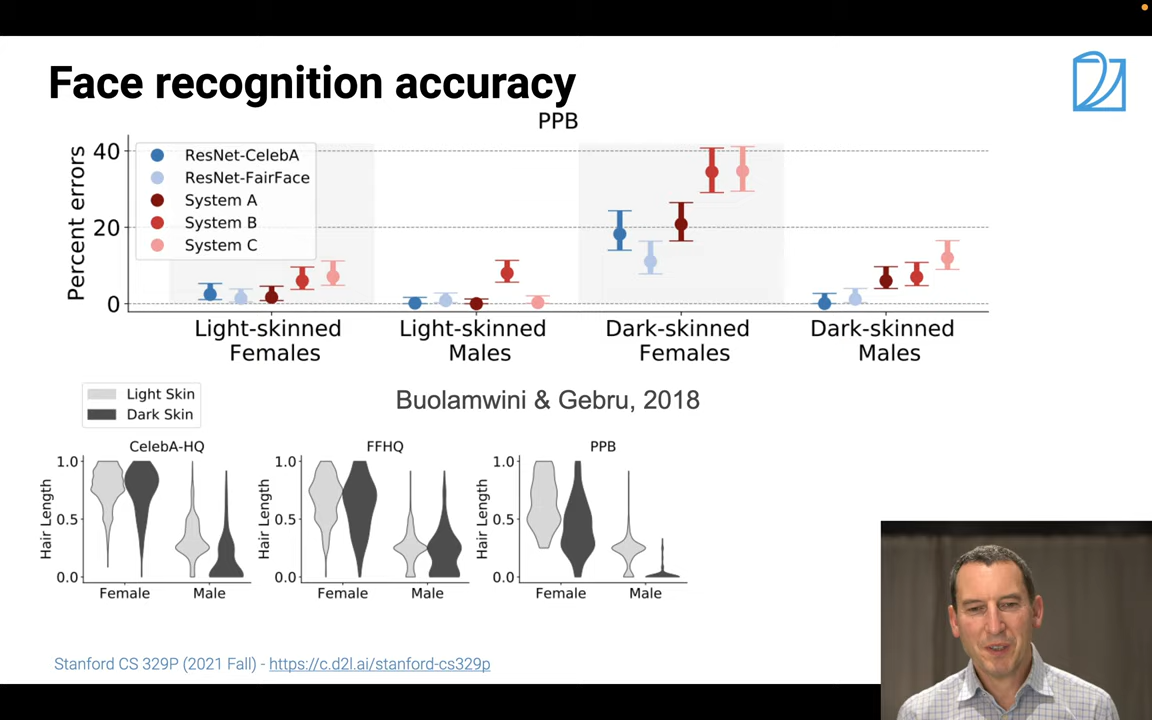 Face recognition accuracy
PPB
Percent errors
40
20
0
ResNet-CelebA
ResNet-FairFace
System A
System B
System C
Light-skinned
Females
Light-skinned
Males
Dark-skinned
Females
Dark-skinned
Males
Light Skin
Dark Skin
Buolamwini & Gebru, 2018
CelebA-HQ
Hair Length
1.0
0.5
0.0
Female
Male
FFHQ
Hair Length
1.0
0.5
0.0
Female
Male
PPB
Hair Length
1.0
0.5
0.0
Female
Male
Stanford CS 329P (2021 Fall) - https://c.d2l.ai/stanford-cs329p